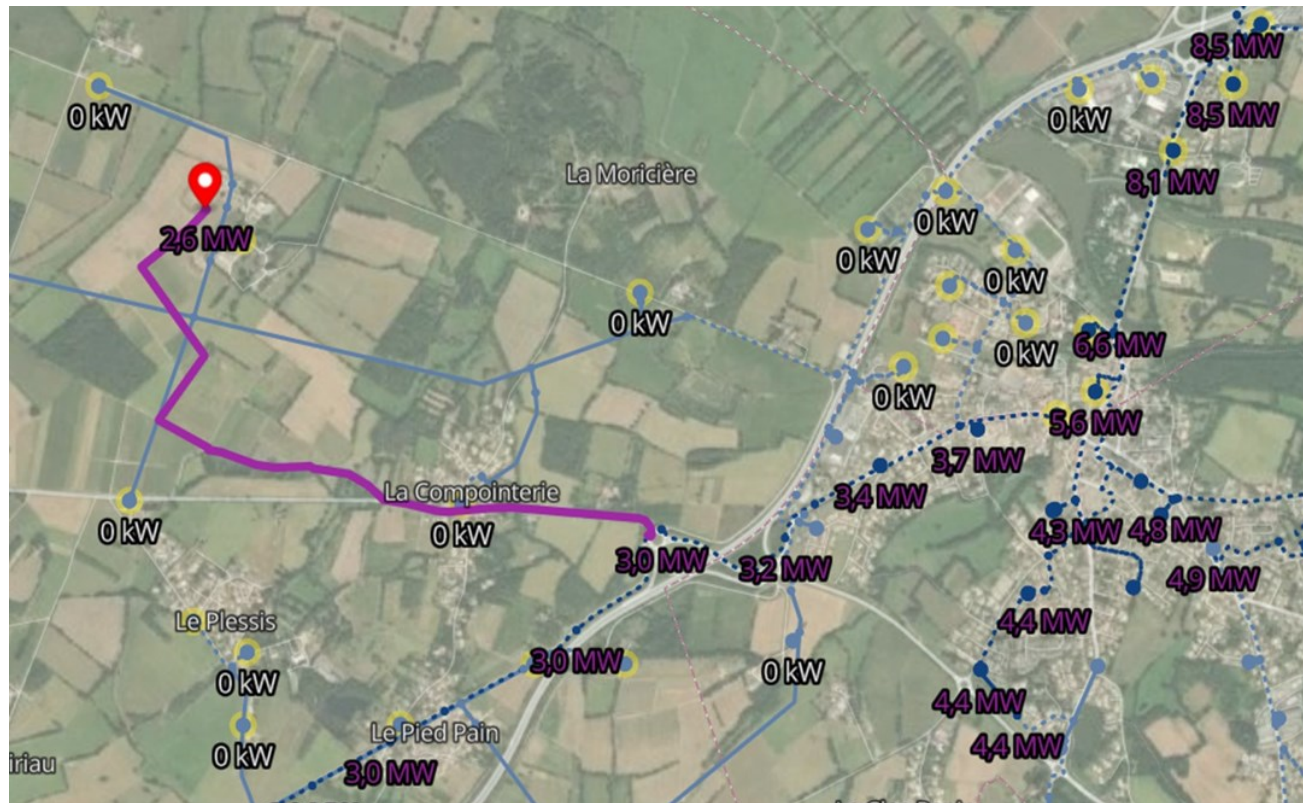 8,5 MW
0 kW
8,5 MW
0 kW
La Moricière
8,1 MW
0 kW
2,6 MW
0 kW
0 kW
0 kW
6,6 MW
0 kW
0 kW
5,6 MW
3,7 MW
La Compointerie
3,4 MW
0 kW
0 kW
4,3 MW
4,8 MW
3,0 MW
3,2 MW
4,9 MW
Le Plessis
4,4 MW
3,0 MW
0 kW
0 kW
4,4 MW
Le Pied Pain
4,4 MW
0 kW
iriau
3,0 MW